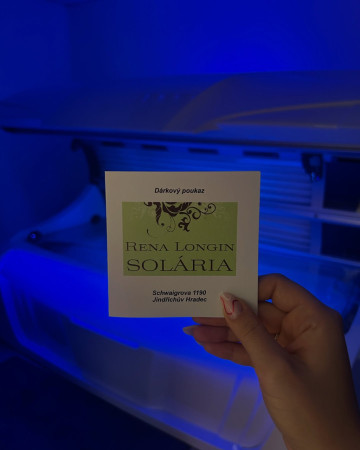 Dárkový poukaz
RENA LONGIN
SOLÁRIA
Schwaigrova 1190
Jindřichův Hradec